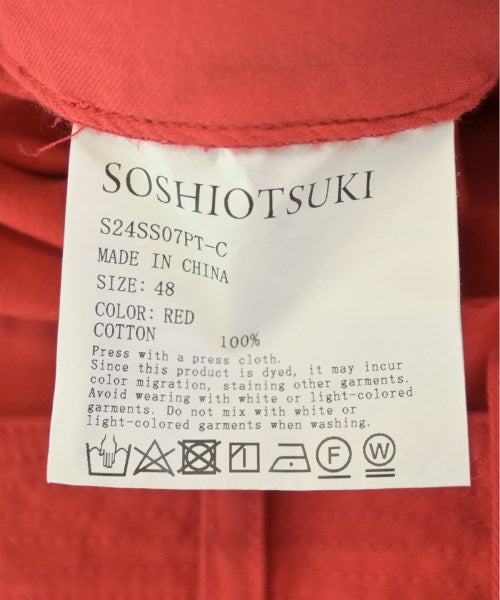 SOSHIOTSUKI
S24SS07PT-C
MADE IN CHINA
SIZE: 48
COLOR: RED
COTTON 100%
Press with a press cloth.
Since this product is dyed, it may incur
color migration, staining other garments.
Avoid wearing with white or light-colored
garments. Do not mix with white or
light-colored garments when washing.
F W